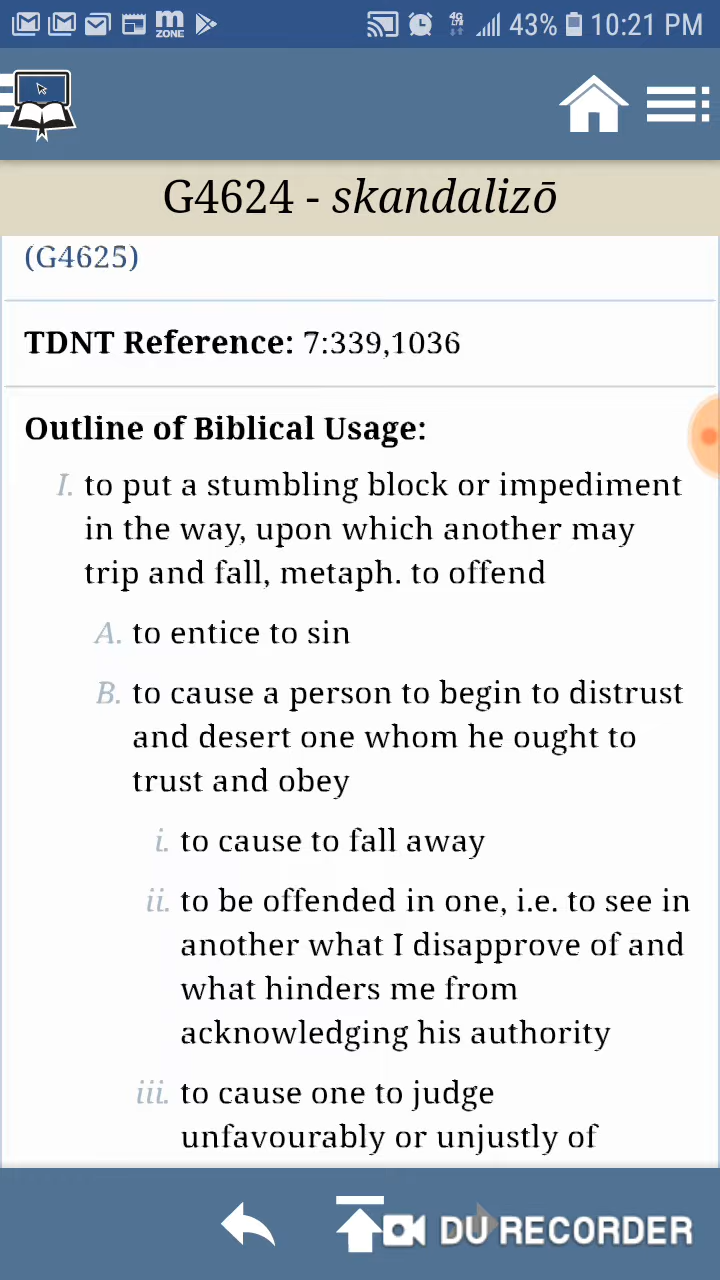 m
ZONE
4G
43%
10:21 PM
G4624 - skandalizō
(G4625)
TDNT Reference: 7:339,1036
Outline of Biblical Usage:
I. to put a stumbling block or impediment
in the way, upon which another may
trip and fall, metaph. to offend
A. to entice to sin
B. to cause a person to begin to distrust
and desert one whom he ought to
trust and obey
i. to cause to fall away
ii. to be offended in one, i.e. to see in
another what I disapprove of and
what hinders me from
acknowledging his authority
iii. to cause one to judge
unfavourably or unjustly of
DU RECORDER